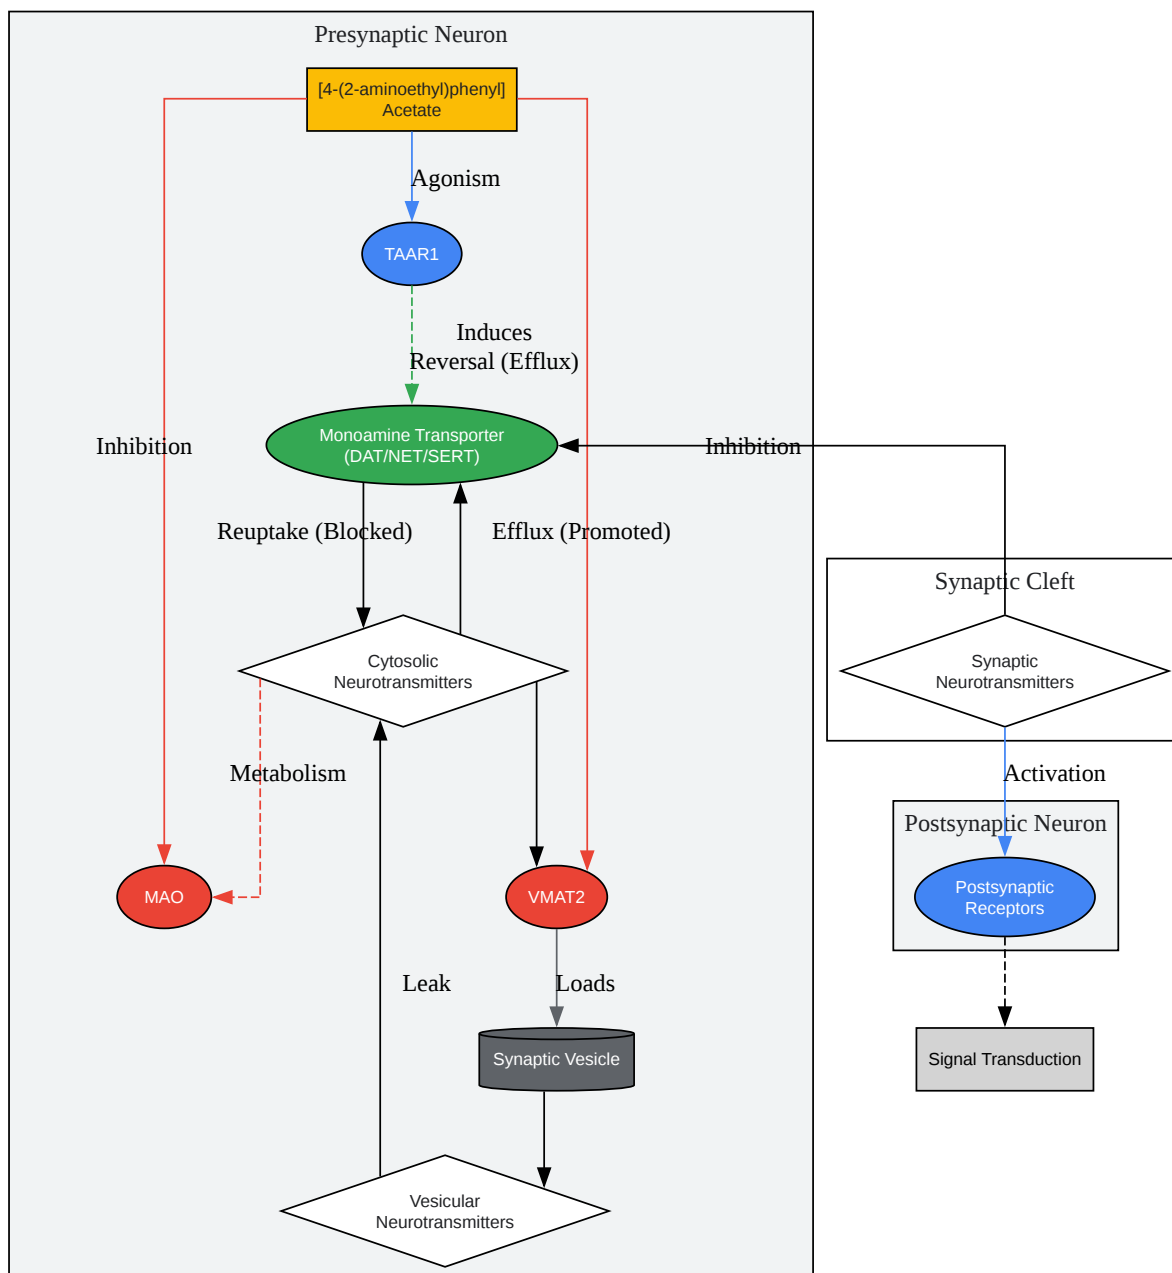 Presynaptic Neuron
[4-(2-aminoethyl)phenyl]
Acetate
Agonism
TAAR1
Induces
Reversal (Efflux)
Monoamine Transporter
(DAT/NET/SERT)
Inhibition
Inhibition
Reuptake (Blocked)
Efflux (Promoted)
Synaptic Cleft
Cytosolic
Neurotransmitters
Synaptic
Neurotransmitters
Metabolism
Activation
Postsynaptic Neuron
MAO
VMAT2
Postsynaptic
Receptors
Leak
Loads
Synaptic Vesicle
Signal Transduction
Vesicular
Neurotransmitters